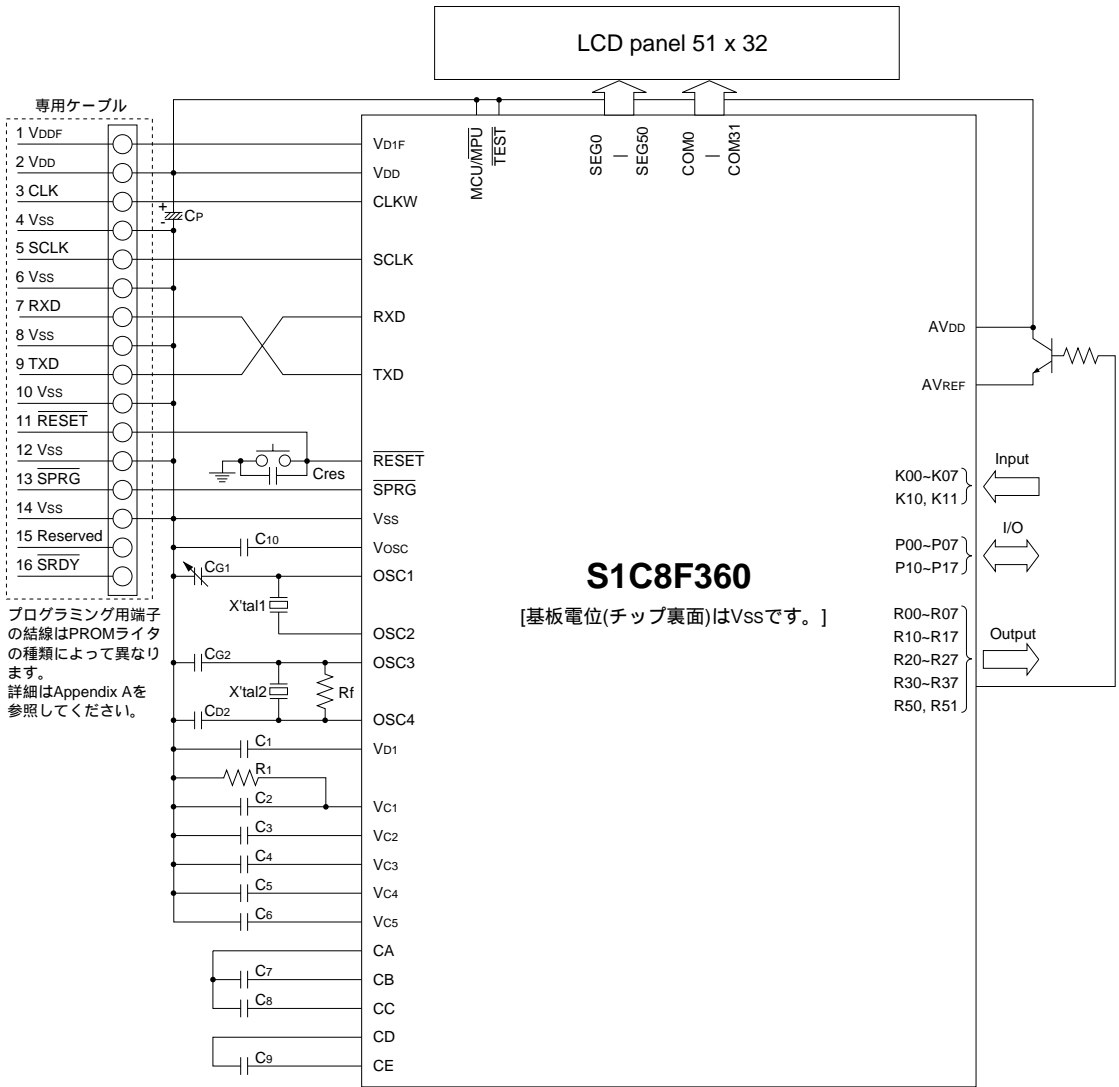 LCD panel 51 x 32
専用ケーブル
1 VDDF
2 VDD
3 CLK
4 VSS
5 SCLK
6 VSS
7 RXD
8 VSS
9 TXD
10 VSS
11 RESET
12 VSS
13 SPRG
14 VSS
15 Reserved
16 SRDY
プログラミング用端子
の結線はPROMライタ
の種類によって異なり
ます。
詳細はAppendix Aを
参照してください。
+
-
CP
Cres
C10
CG1
X'tal1
CG2
X'tal2
Rf
CD2
C1
R1
C2
C3
C4
C5
C6
C7
C8
C9
VD1F
VDD
CLKW
SCLK
RXD
TXD
RESET
SPRG
VSS
VOSC
OSC1
OSC2
OSC3
OSC4
VD1
VC1
VC2
VC3
VC4
VC5
CA
CB
CC
CD
CE
MCU/MPU
TEST
SEG0
|
SEG50
COM0
|
COM31
S1C8F360
[基板電位(チップ裏面)はVSSです。]
AVDD
AVREF
K00~K07
K10, K11
Input
P00~P07
P10~P17
I/O
R00~R07
R10~R17
R20~R27
R30~R37
R50, R51
Output